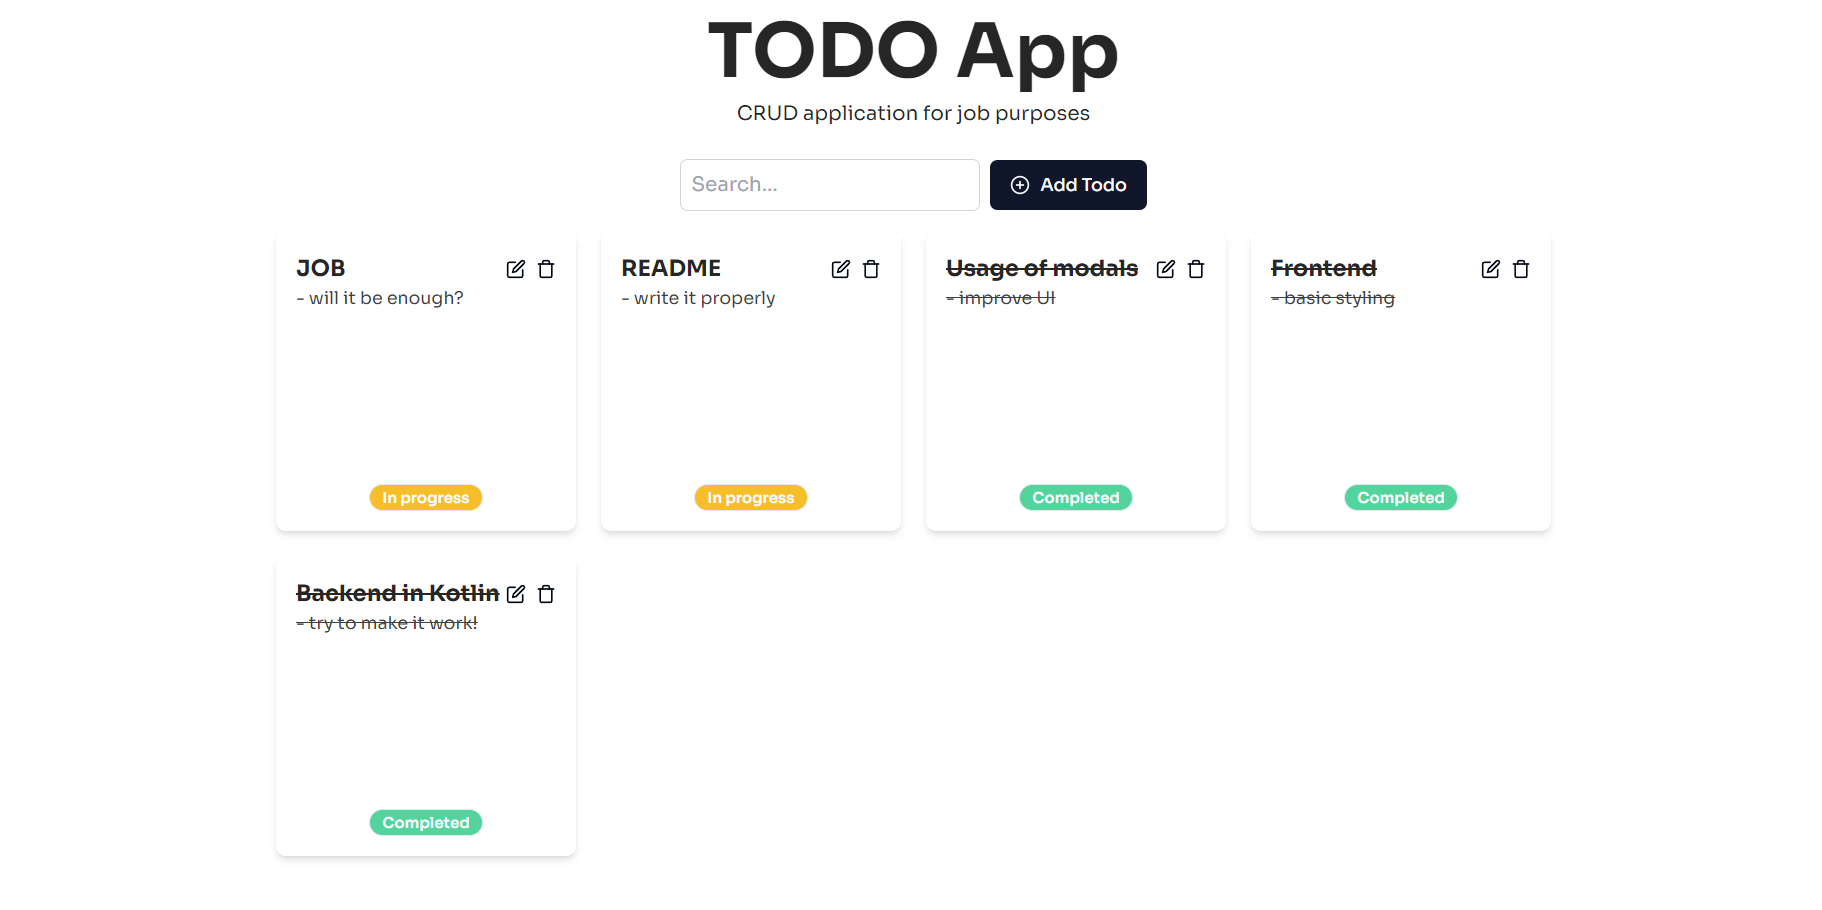 TODO App
CRUD application for job purposes
Search...
Add Todo
JOB
- will it be enough?
In progress
README
- write it properly
In progress
Usage of modals
- improve UI
Completed
Frontend
- basic styling
Completed
Backend in Kotlin
- try to make it work!
Completed